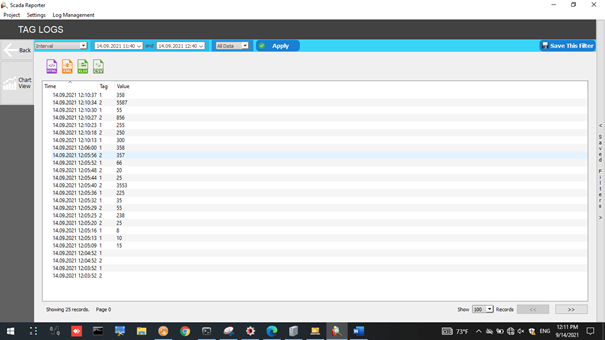 Scada Reporter
Project Settings Log Management
TAG LOGS
Back
Interval 14.09.2021 11:40 and 14.09.2021 12:40 All Data Apply Save This Filter
Chart View
Time Tag Value
14.09.2021 12:10:37 1 358
14.09.2021 12:10:34 2 5587
14.09.2021 12:10:30 1 55
14.09.2021 12:10:27 2 856
14.09.2021 12:10:23 1 255
14.09.2021 12:10:18 2 250
14.09.2021 12:10:13 1 300
14.09.2021 12:06:00 1 358
14.09.2021 12:05:56 2 357
14.09.2021 12:05:52 1 66
14.09.2021 12:05:48 2 20
14.09.2021 12:05:44 1 25
14.09.2021 12:05:40 2 3553
14.09.2021 12:05:36 1 225
14.09.2021 12:05:32 1 35
14.09.2021 12:05:29 2 55
14.09.2021 12:05:25 2 238
14.09.2021 12:05:20 2 25
14.09.2021 12:05:16 1 8
14.09.2021 12:05:13 1 10
14.09.2021 12:05:09 1 15
14.09.2021 12:04:52 1
14.09.2021 12:04:52 2
14.09.2021 12:03:52 1
14.09.2021 12:03:52 2
< Saved Filters >
Showing 25 records. Page 0 Show 100 Records << >>
73°F ENG 12:11 PM
9/14/2021